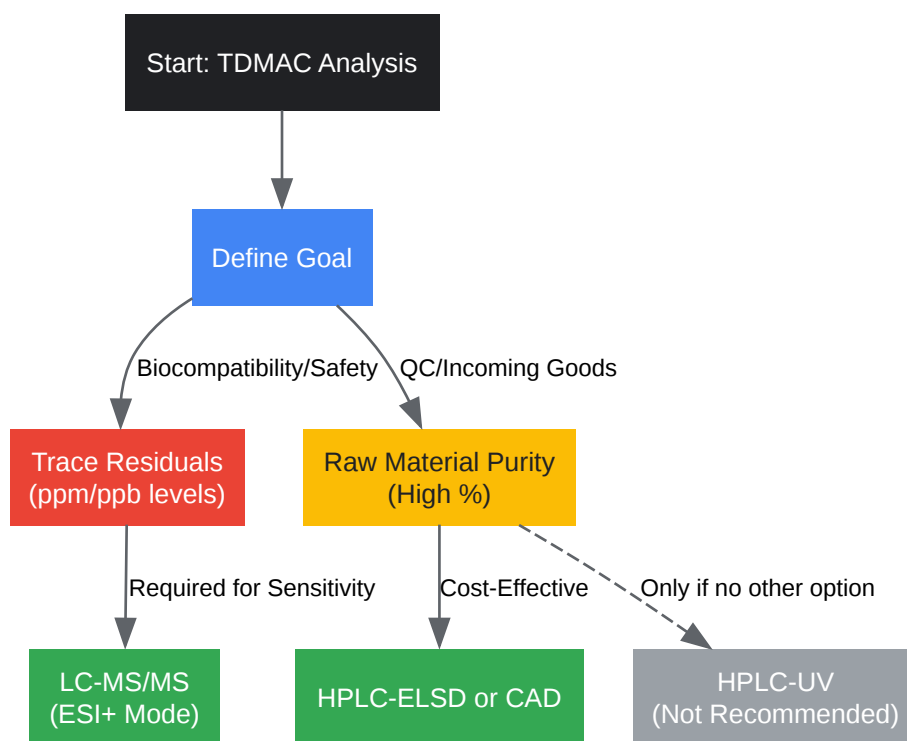 Start: TDMAC Analysis
Define Goal
Biocompatibility/Safety
QC/Incoming Goods
Trace Residuals
(ppm/ppb levels)
Raw Material Purity
(High %)
Required for Sensitivity
Cost-Effective
Only if no other option
LC-MS/MS
(ESI+ Mode)
HPLC-ELSD or CAD
HPLC-UV
(Not Recommended)